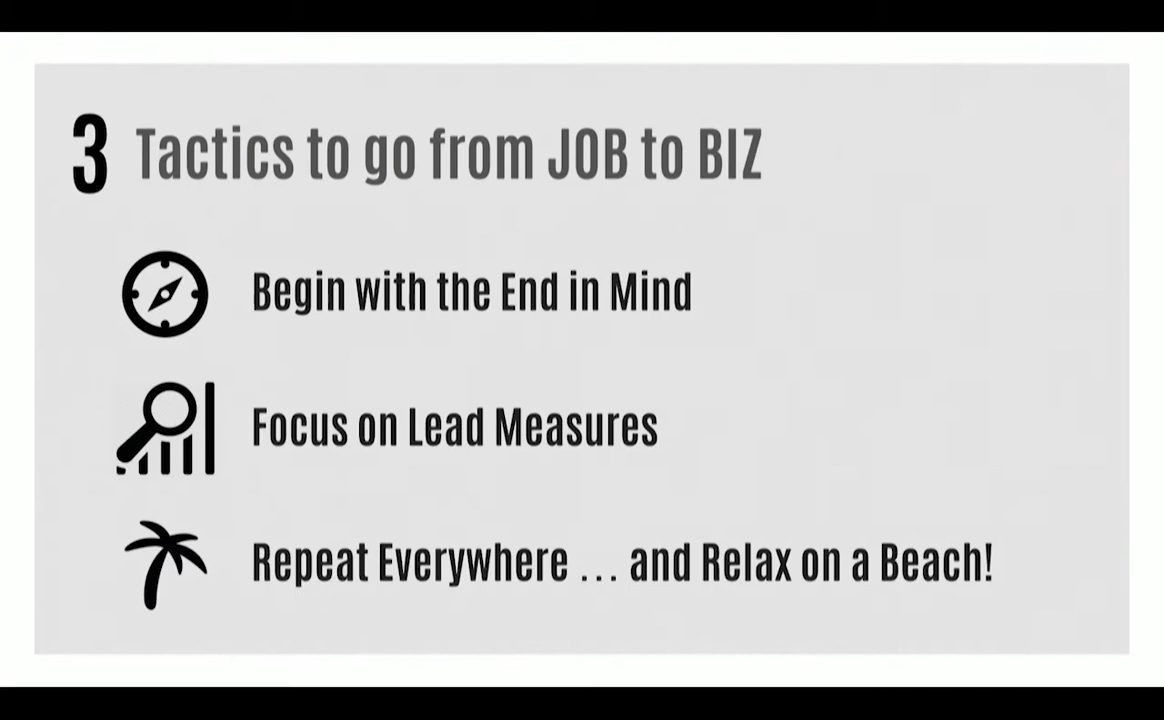 3 Tactics to go from JOB to BIZ
Begin with the End in Mind
Focus on Lead Measures
Repeat Everywhere ... and Relax on a Beach!